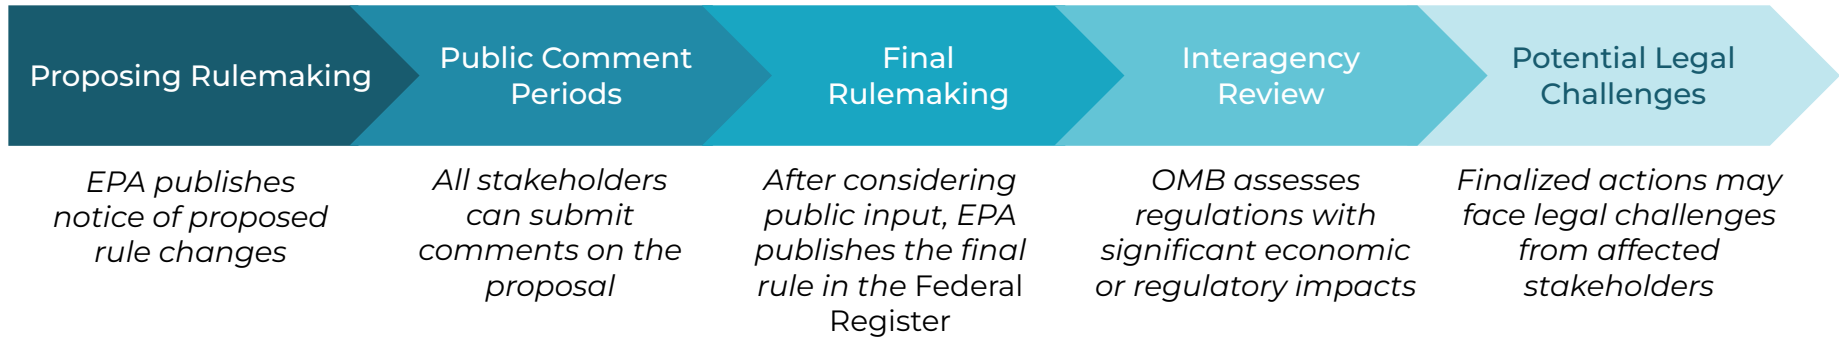 Proposing Rulemaking
Public Comment
Periods
Final
Rulemaking
Interagency
Review
Potential Legal
Challenges
EPA publishes
notice of proposed
rule changes
All stakeholders
can submit
comments on the
proposal
After considering
public input, EPA
publishes the final
rule in the Federal
Register
OMB assesses
regulations with
significant economic
or regulatory impacts
Finalized actions may
face legal challenges
from affected
stakeholders